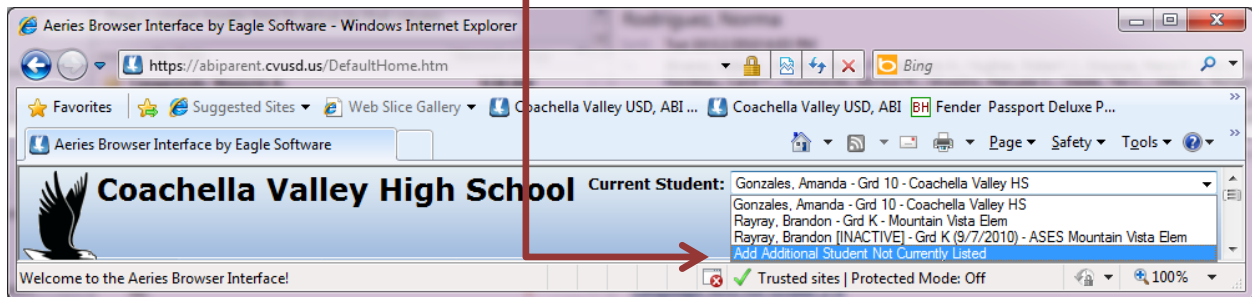 Aeries Browser Interface by Eagle Software - Windows Internet Explorer
https://abiparent.cvusd.us/DefaultHome.htm
Bing
Favorites Suggested Sites Web Slice Gallery Coachella Valley USD, ABI ... Coachella Valley USD, ABI BH Fender Passport Deluxe P... »
Aeries Browser Interface by Eagle Software Page Safety Tools »
Coachella Valley High School Current Student: Gonzales, Amanda - Grd 10 - Coachella Valley HS
Gonzales, Amanda - Grd 10 - Coachella Valley HS
Rayray, Brandon - Grd K - Mountain Vista Elem
Rayray, Brandon [INACTIVE] - Grd K (9/7/2010) - ASES Mountain Vista Elem
Add Additional Student Not Currently Listed
Welcome to the Aeries Browser Interface! Trusted sites | Protected Mode: Off 100%